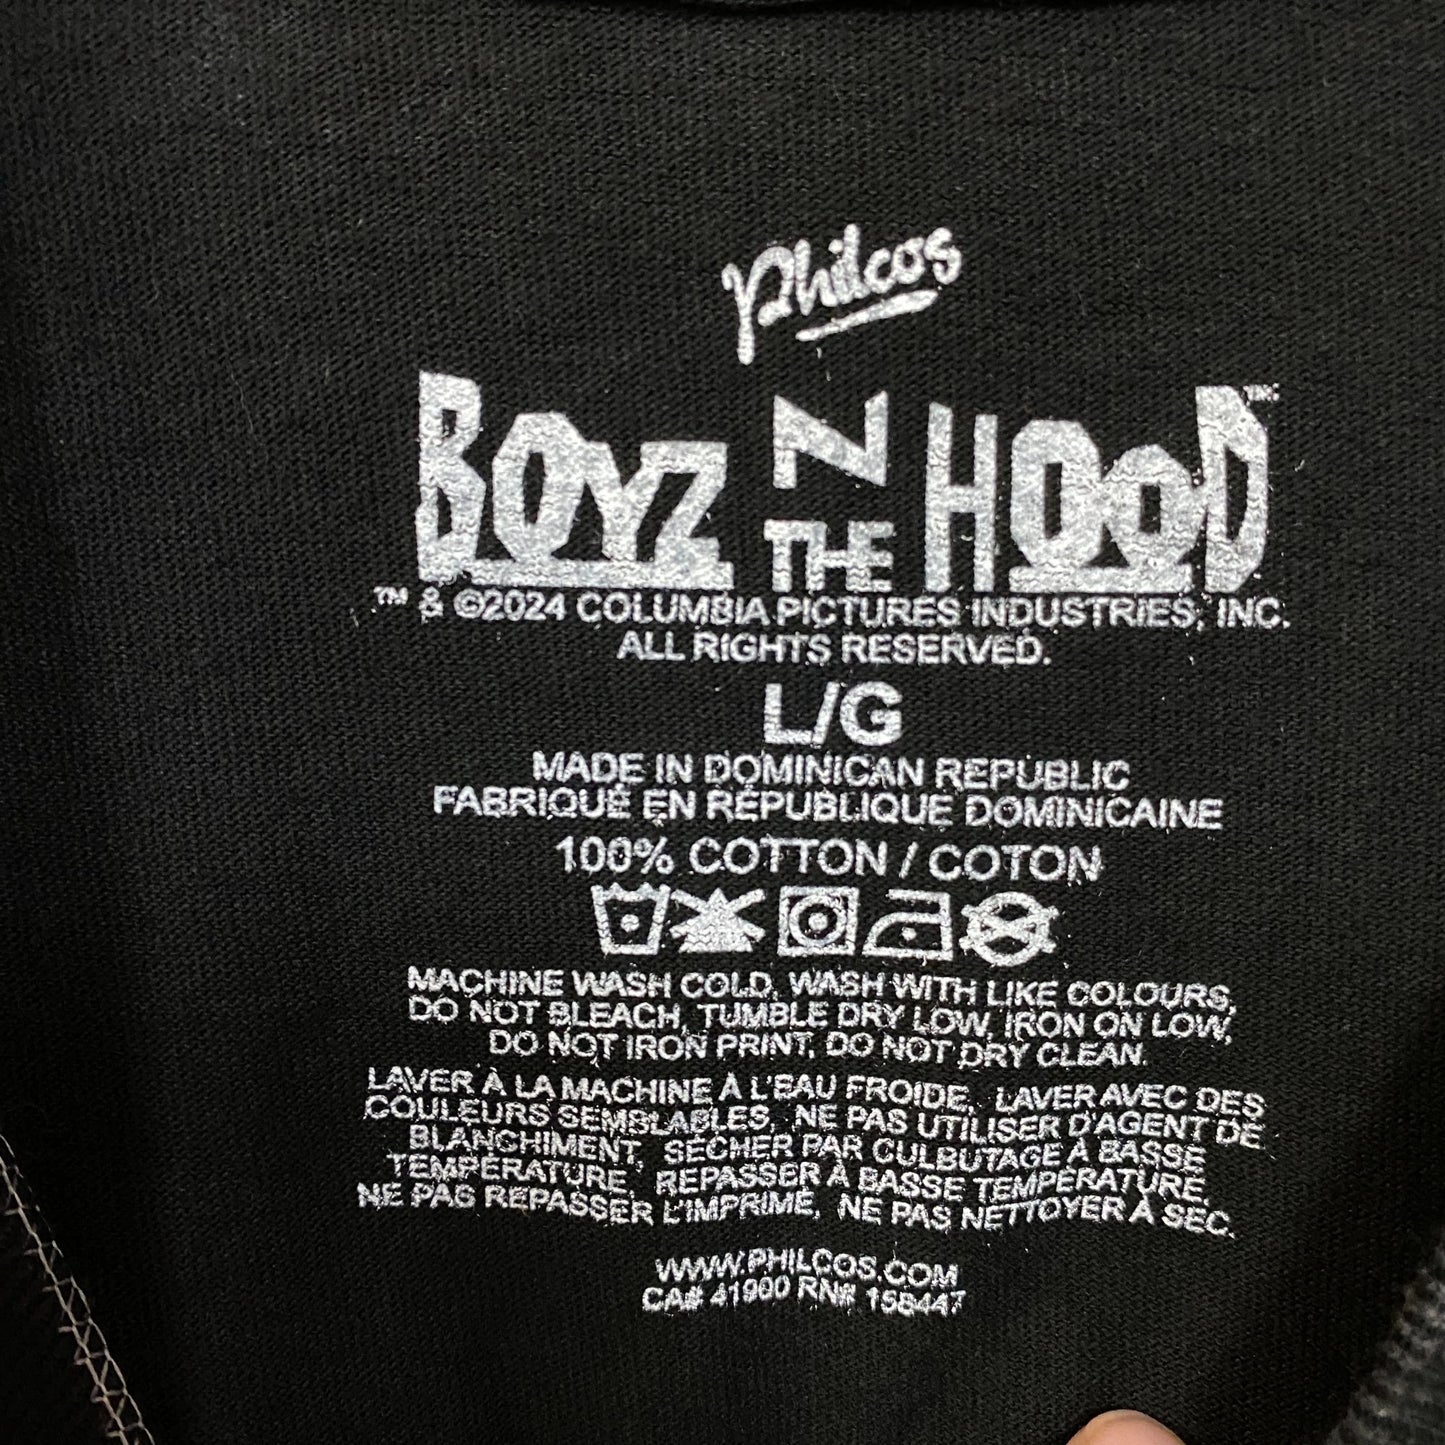 Philcos
BOYZ N THE HOOD™
™ & ©2024 COLUMBIA PICTURES INDUSTRIES, INC.
ALL RIGHTS RESERVED.
L/G
MADE IN DOMINICAN REPUBLIC
FABRIQUÉ EN RÉPUBLIQUE DOMINICAINE
100% COTTON / COTON
MACHINE WASH COLD, WASH WITH LIKE COLOURS,
DO NOT BLEACH, TUMBLE DRY LOW, IRON ON LOW,
DO NOT IRON PRINT, DO NOT DRY CLEAN.
LAVER À LA MACHINE À L'EAU FROIDE, LAVER AVEC DES
COULEURS SEMBLABLES, NE PAS UTILISER D'AGENT DE
BLANCHIMENT, SÉCHER PAR CULBUTAGE À BASSE
TEMPÉRATURE, REPASSER À BASSE TEMPÉRATURE,
NE PAS REPASSER L'IMPRIMÉ, NE PAS NETTOYER À SEC.
WWW.PHILCOS.COM
CA# 41900 RN# 158447